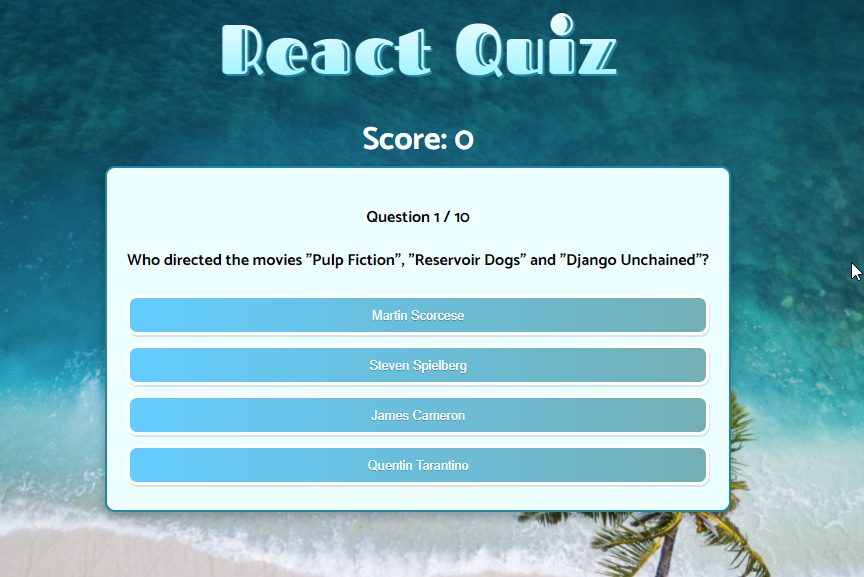 React Quiz
Score: 0
Question 1 / 10
Who directed the movies ”Pulp Fiction”, ”Reservoir Dogs” and ”Django Unchained”?
Martin Scorcese
Steven Spielberg
James Cameron
Quentin Tarantino